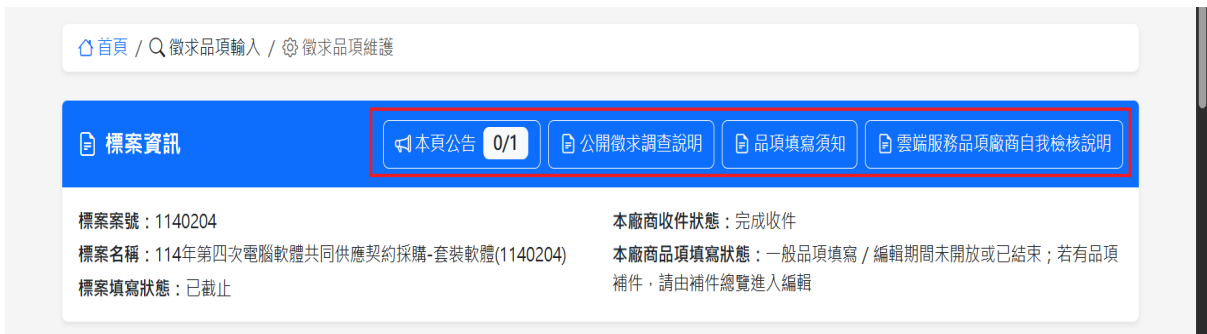 首頁 / 徵求品項輸入 / 徵求品項維護
標案資訊 本頁公告 0/1 公開徵求調查說明 品項填寫須知 雲端服務品項廠商自我檢核說明
標案案號：1140204
標案名稱：114年第四次電腦軟體共同供應契約採購-套裝軟體(1140204)
標案填寫狀態：已截止
本廠商收件狀態：完成收件
本廠商品項填寫狀態：一般品項填寫 / 編輯期間未開放或已結束；若有品項
補件，請由補件總覽進入編輯